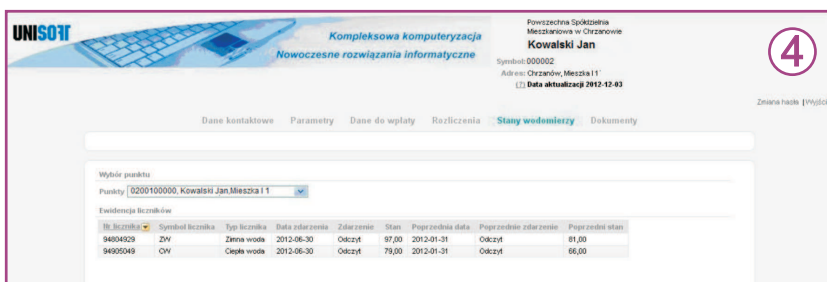 UNISOFT
Kompleksowa komputeryzacja
Nowoczesne rozwiązania informatyczne
Powszechna Spółdzielnia
Mieszkaniowa w Chrzanowie
Kowalski Jan
Symbol: 000002
Adres: Chrzanów, Mieszka I 1
(?) Data aktualizacji 2012-12-03
4
Zmiana hasła | Wyjści
Dane kontaktowe Parametry Dane do wpłaty Rozliczenia Stany wodomierzy Dokumenty
Wybór punktu
Punkty 0200100000, Kowalski Jan,Mieszka I 1
Ewidencja liczników
Nr licznika Symbol licznika Typ licznika Data zdarzenia Zdarzenie Stan Poprzednia data Poprzednie zdarzenie Poprzedni stan
94804929 ZW Zimna woda 2012-06-30 Odczyt 97,00 2012-01-31 Odczyt 81,00
94905049 CW Ciepła woda 2012-06-30 Odczyt 79,00 2012-01-31 Odczyt 66,00